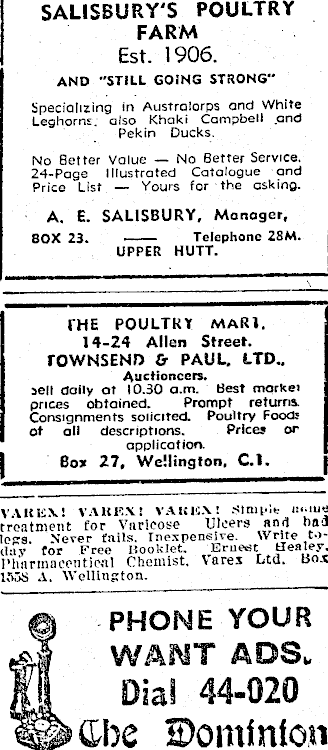 SALISBURY'S POULTRY
FARM
Est. 1906.
AND "STILL GOING STRONG"
Specializing in Australorps and White
Leghorns, also Khaki Campbell and
Pekin Ducks.
No Better Value — No Better Service.
24-Page Illustrated Catalogue and
Price List — Yours for the asking.
A. E. SALISBURY, Manager,
BOX 23. —— Telephone 28M.
UPPER HUTT.
THE POULTRY MART,
14-24 Allen Street.
TOWNSEND & PAUL, LTD.,
Auctioneers.
Sell daily at 10.30 a.m. Best market
prices obtained. Prompt returns.
Consignments solicited. Poultry Foods
of all descriptions. Prices on
application.
Box 27, Wellington, C.1.
VAREX! VAREX! VAREX! Simple home
treatment for Varicose Ulcers and bad
legs. Never fails. Inexpensive. Write to-
day for Free Booklet. Ernest Healey,
Pharmaceutical Chemist, Varex Ltd. Box
1558 A, Wellington.
PHONE YOUR
WANT ADS.
Dial 44-020
The Dominion